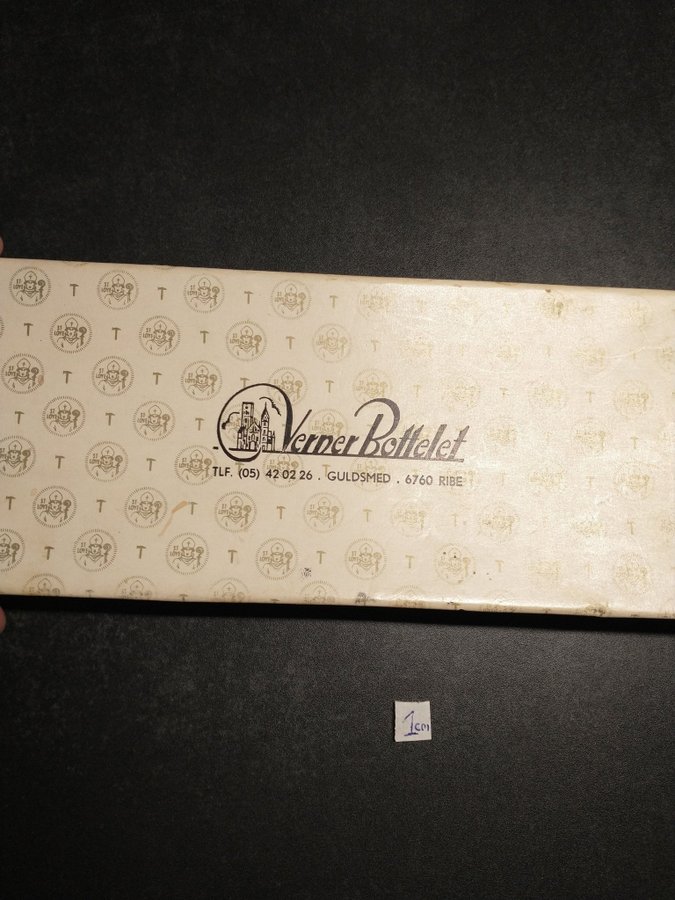 Verner Bottelet
TLF. (05) 42 02 26 . GULDSMED . 6760 RIBE
1cm